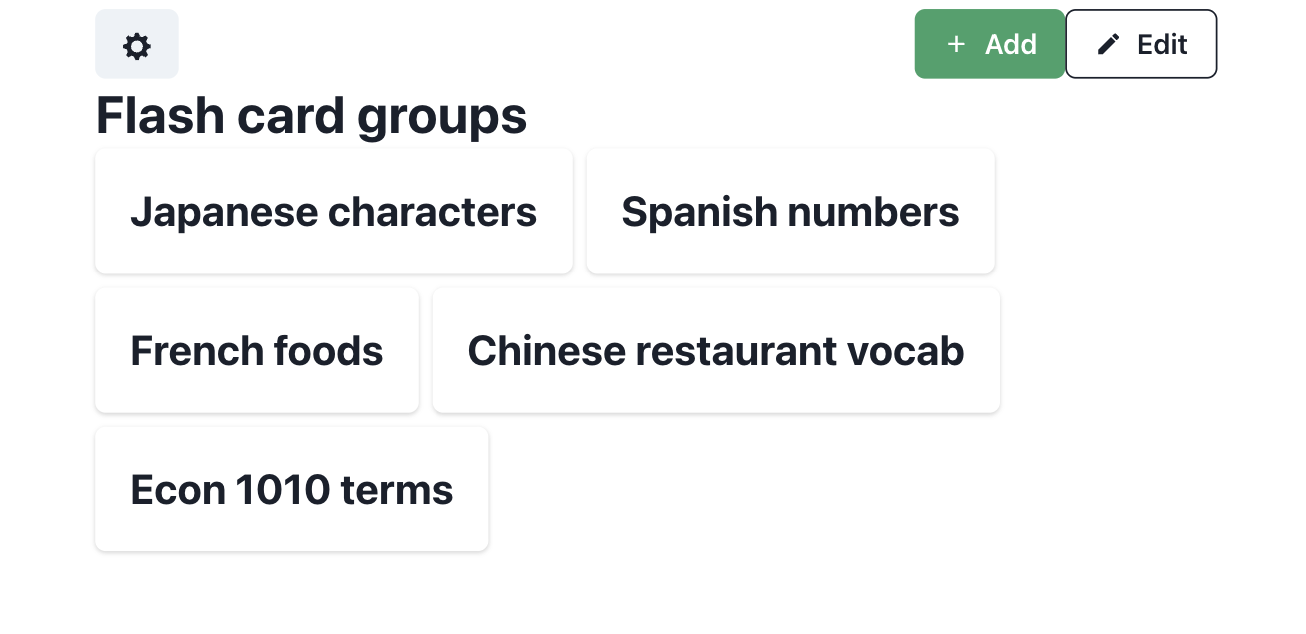 + Add Edit
Flash card groups
Japanese characters Spanish numbers
French foods Chinese restaurant vocab
Econ 1010 terms